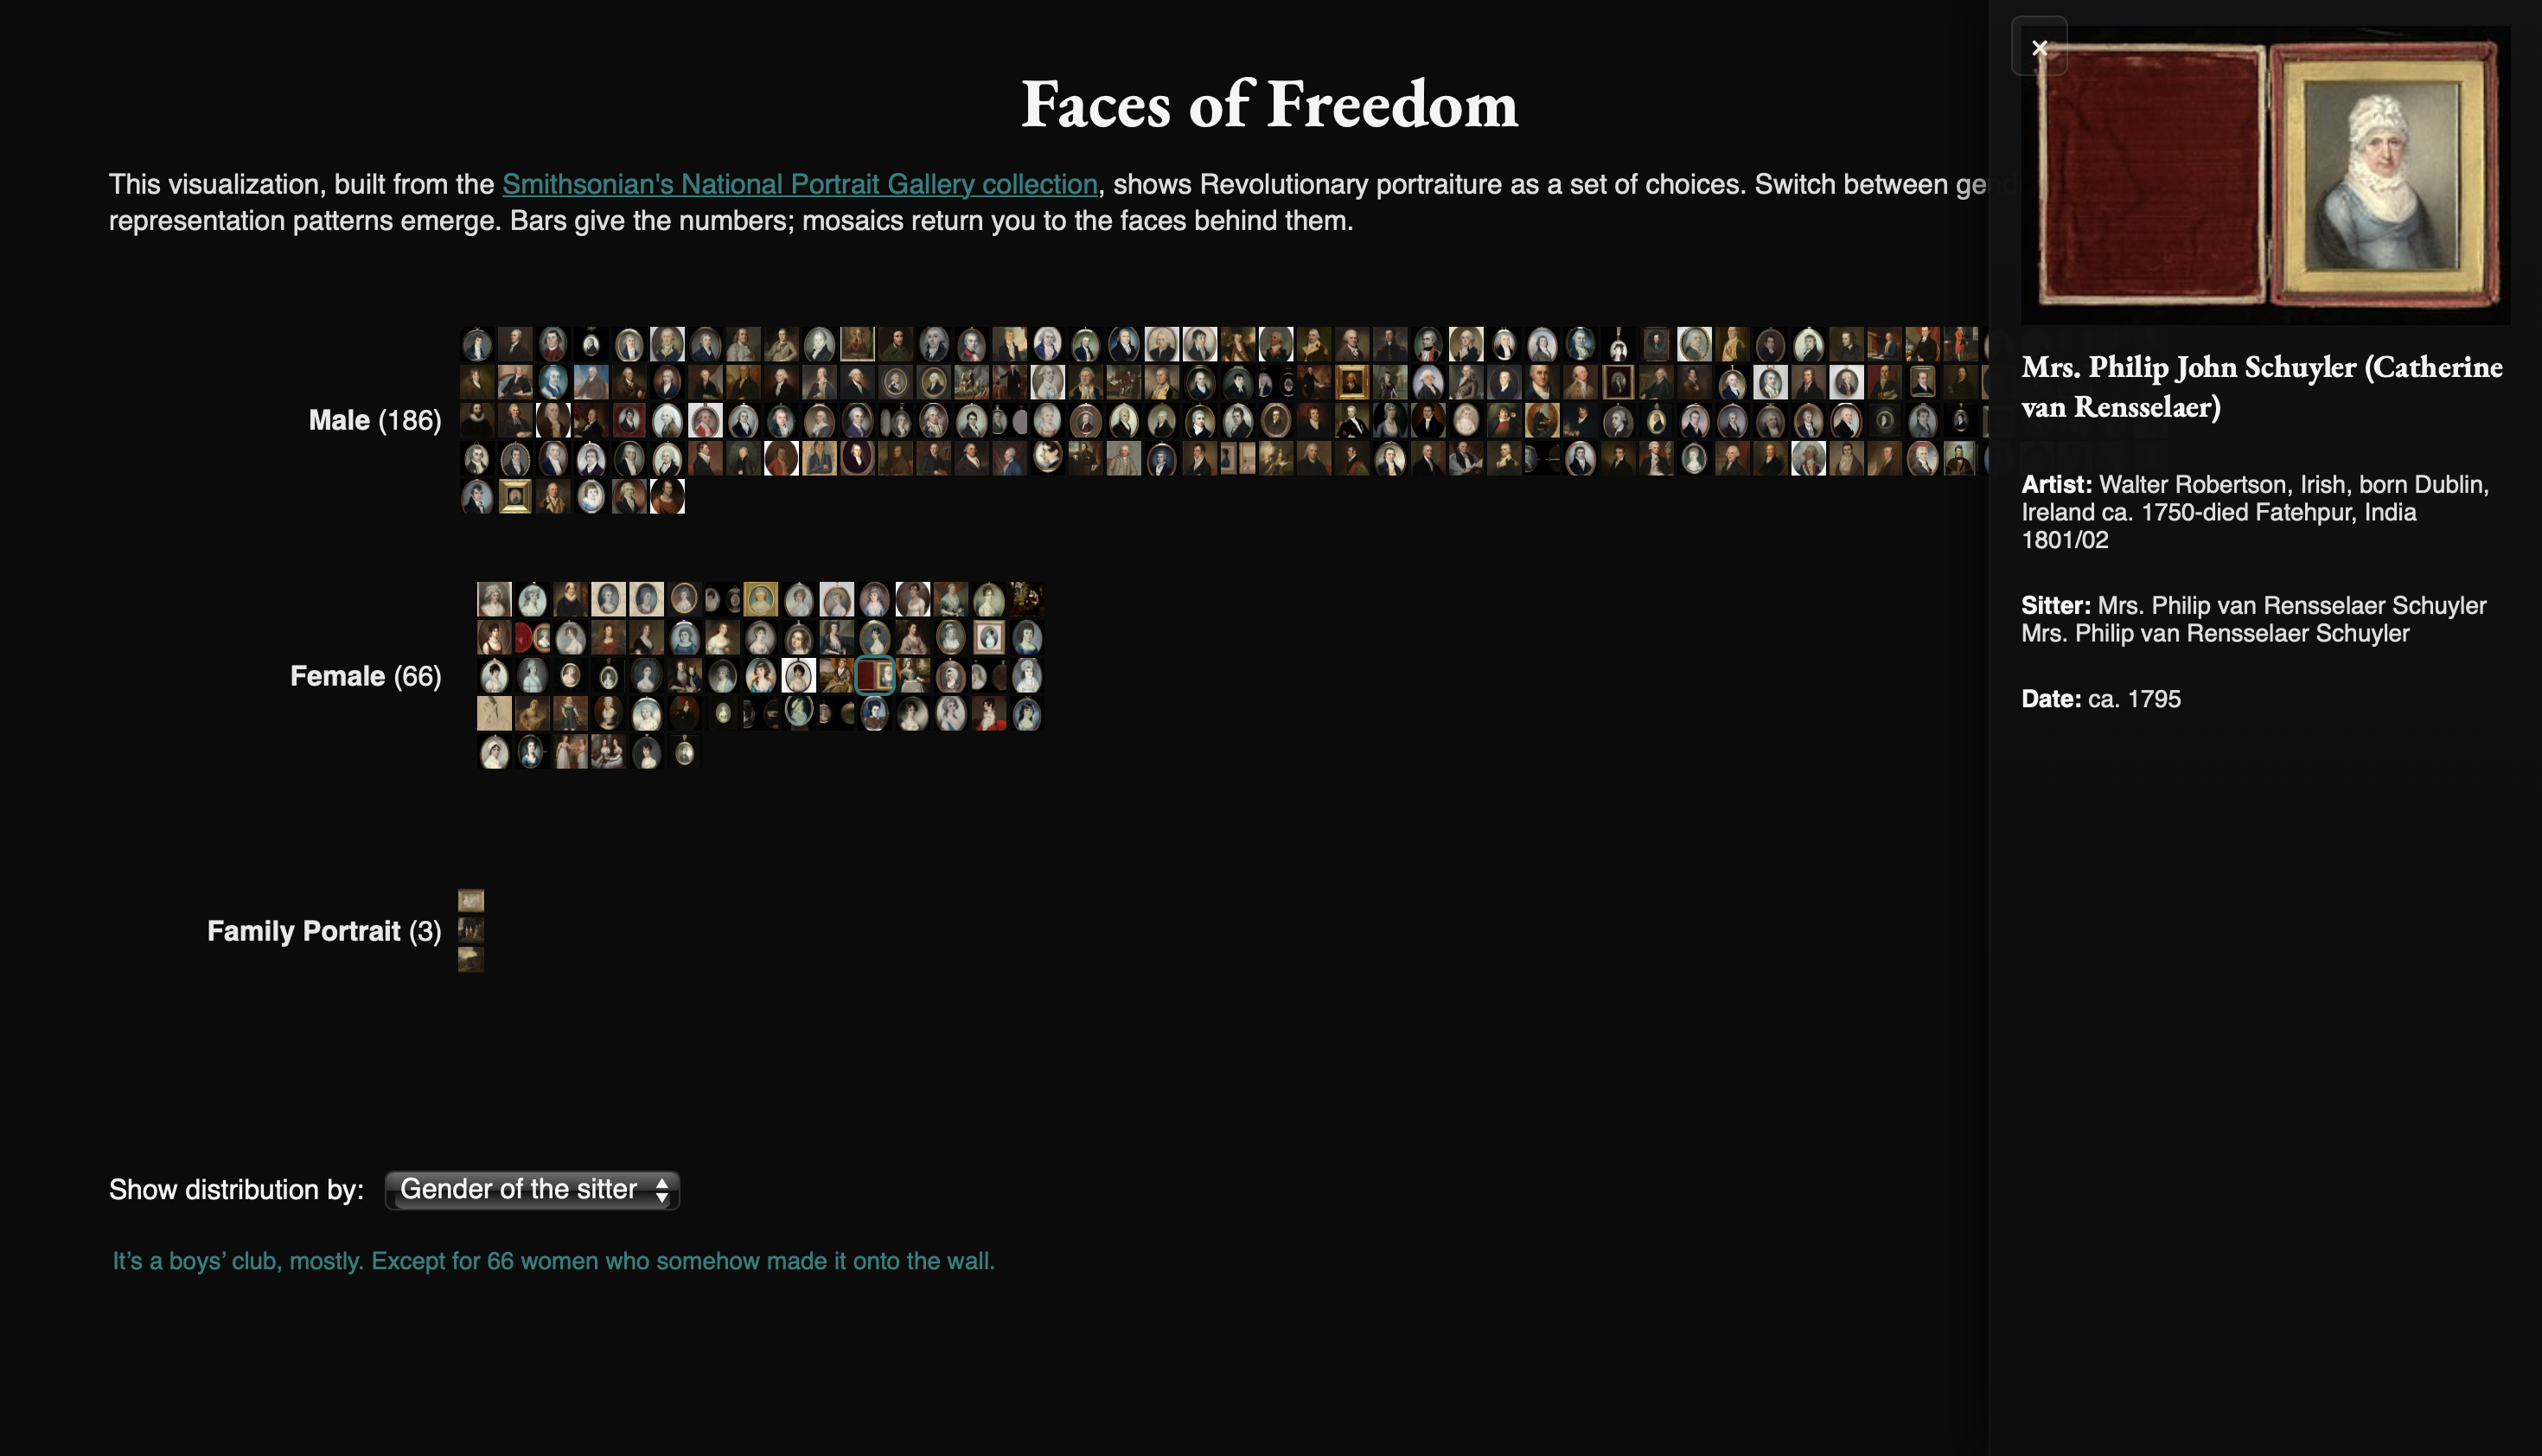 Faces of Freedom
This visualization, built from the Smithsonian's National Portrait Gallery collection, shows Revolutionary portraiture as a set of choices. Switch between
representation patterns emerge. Bars give the numbers; mosaics return you to the faces behind them.
Male (186)
Female (66)
Family Portrait (3)
Show distribution by: Gender of the sitter
It's a boys' club, mostly. Except for 66 women who somehow made it onto the wall.
×
Mrs. Philip John Schuyler (Catherine
van Rensselaer)
Artist: Walter Robertson, Irish, born Dublin,
Ireland ca. 1750-died Fatehpur, India
1801/02
Sitter: Mrs. Philip van Rensselaer Schuyler
Mrs. Philip van Rensselaer Schuyler
Date: ca. 1795